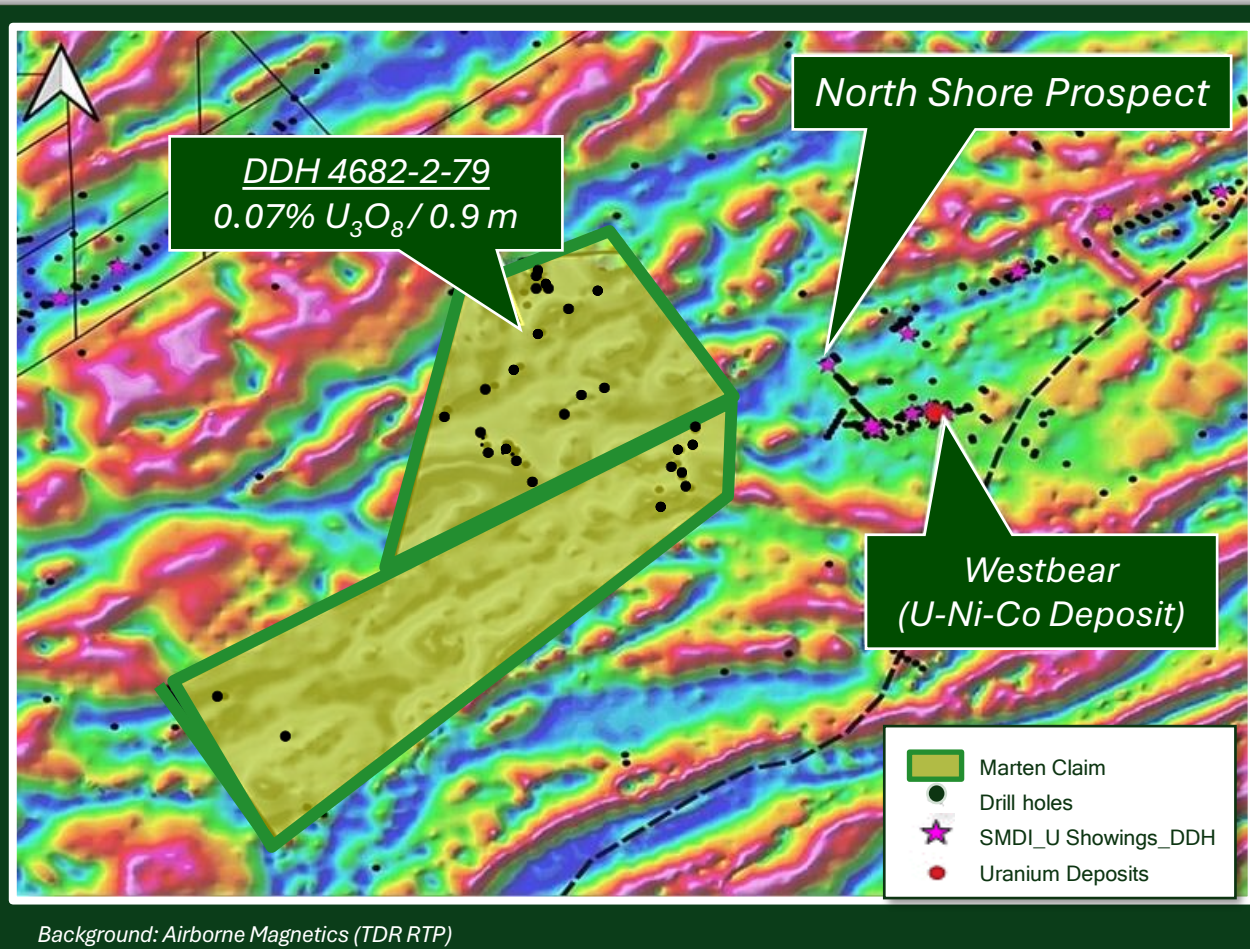 North Shore Prospect
DDH 4682-2-79
0.07% U₃O₈ / 0.9 m
Westbear
(U-Ni-Co Deposit)
Marten Claim
Drill holes
SMDI_U Showings_DDH
Uranium Deposits
Background: Airborne Magnetics (TDR RTP)